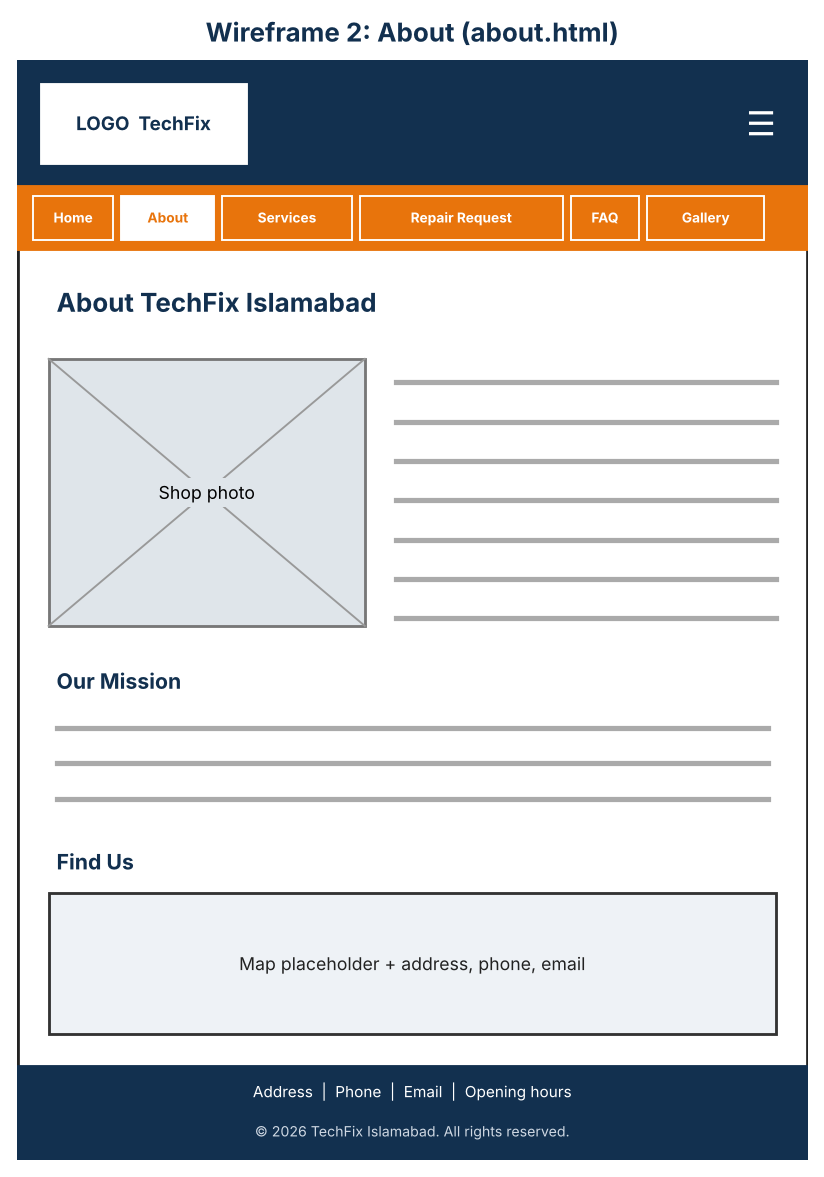 Wireframe 2: About (about.html)
LOGO TechFix
Home About Services Repair Request FAQ Gallery
About TechFix Islamabad
Shop photo
Our Mission
Find Us
Map placeholder + address, phone, email
Address | Phone | Email | Opening hours
© 2026 TechFix Islamabad. All rights reserved.